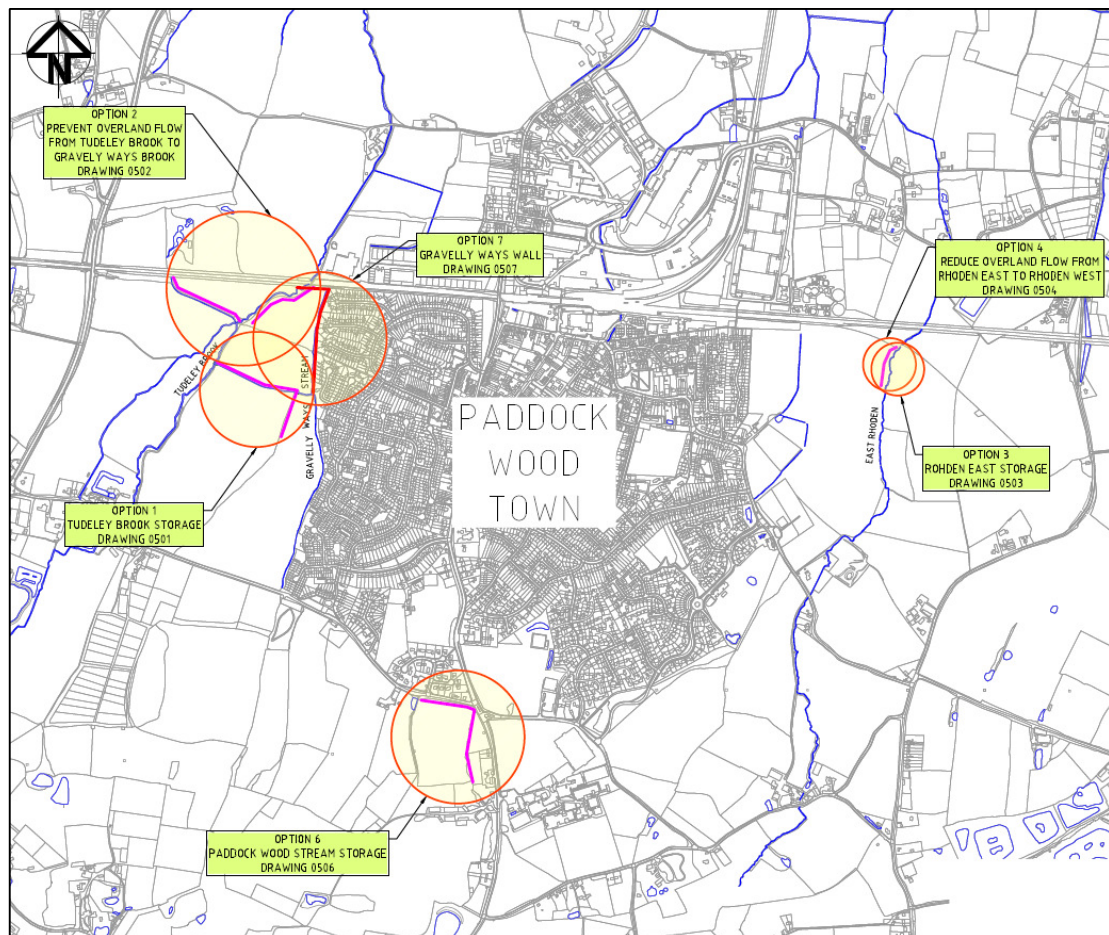 N
OPTION 2
PREVENT OVERLAND FLOW
FROM TUDELEY BROOK TO
GRAVELY WAYS BROOK
DRAWING 0502
OPTION 7
GRAVELLY WAYS WALL
DRAWING 0507
OPTION 4
REDUCE OVERLAND FLOW FROM
RHODEN EAST TO RHODEN WEST
DRAWING 0504
TUDELEY BROOK
GRAVELLY WAYS STREAM
PADDOCK
WOOD
TOWN
EAST RHODEN
OPTION 3
ROHDEN EAST STORAGE
DRAWING 0503
OPTION 1
TUDELEY BROOK STORAGE
DRAWING 0501
OPTION 6
PADDOCK WOOD STREAM STORAGE
DRAWING 0506